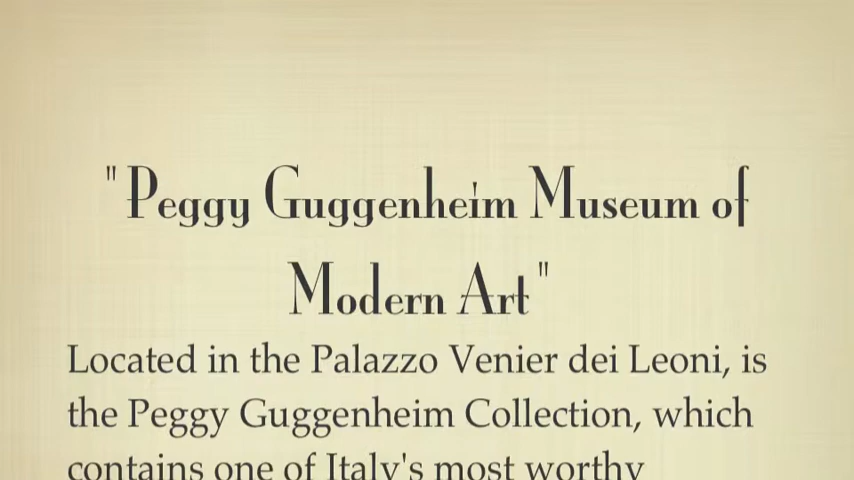 "Peggy Guggenheim Museum of
Modern Art"
Located in the Palazzo Venier dei Leoni, is
the Peggy Guggenheim Collection, which
contains one of Italy's most worthy